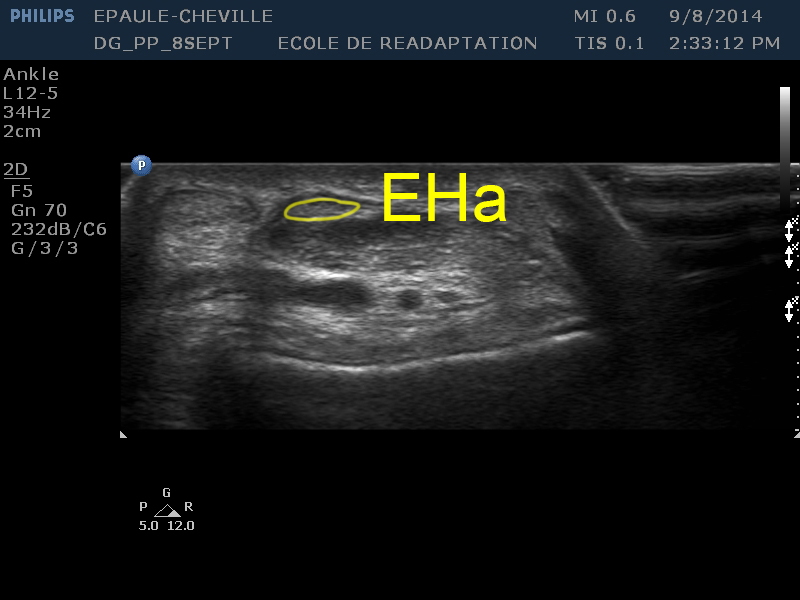 PHILIPS EPAULE-CHEVILLE MI 0.6 9/8/2014
DG_PP_8SEPT ECOLE DE READAPTATION TIS 0.1 2:33:12 PM
Ankle
L12-5
34Hz
2cm
2D
F5
Gn 70
232dB/C6
G/3/3
P
EHa
G
P R
5.0 12.0